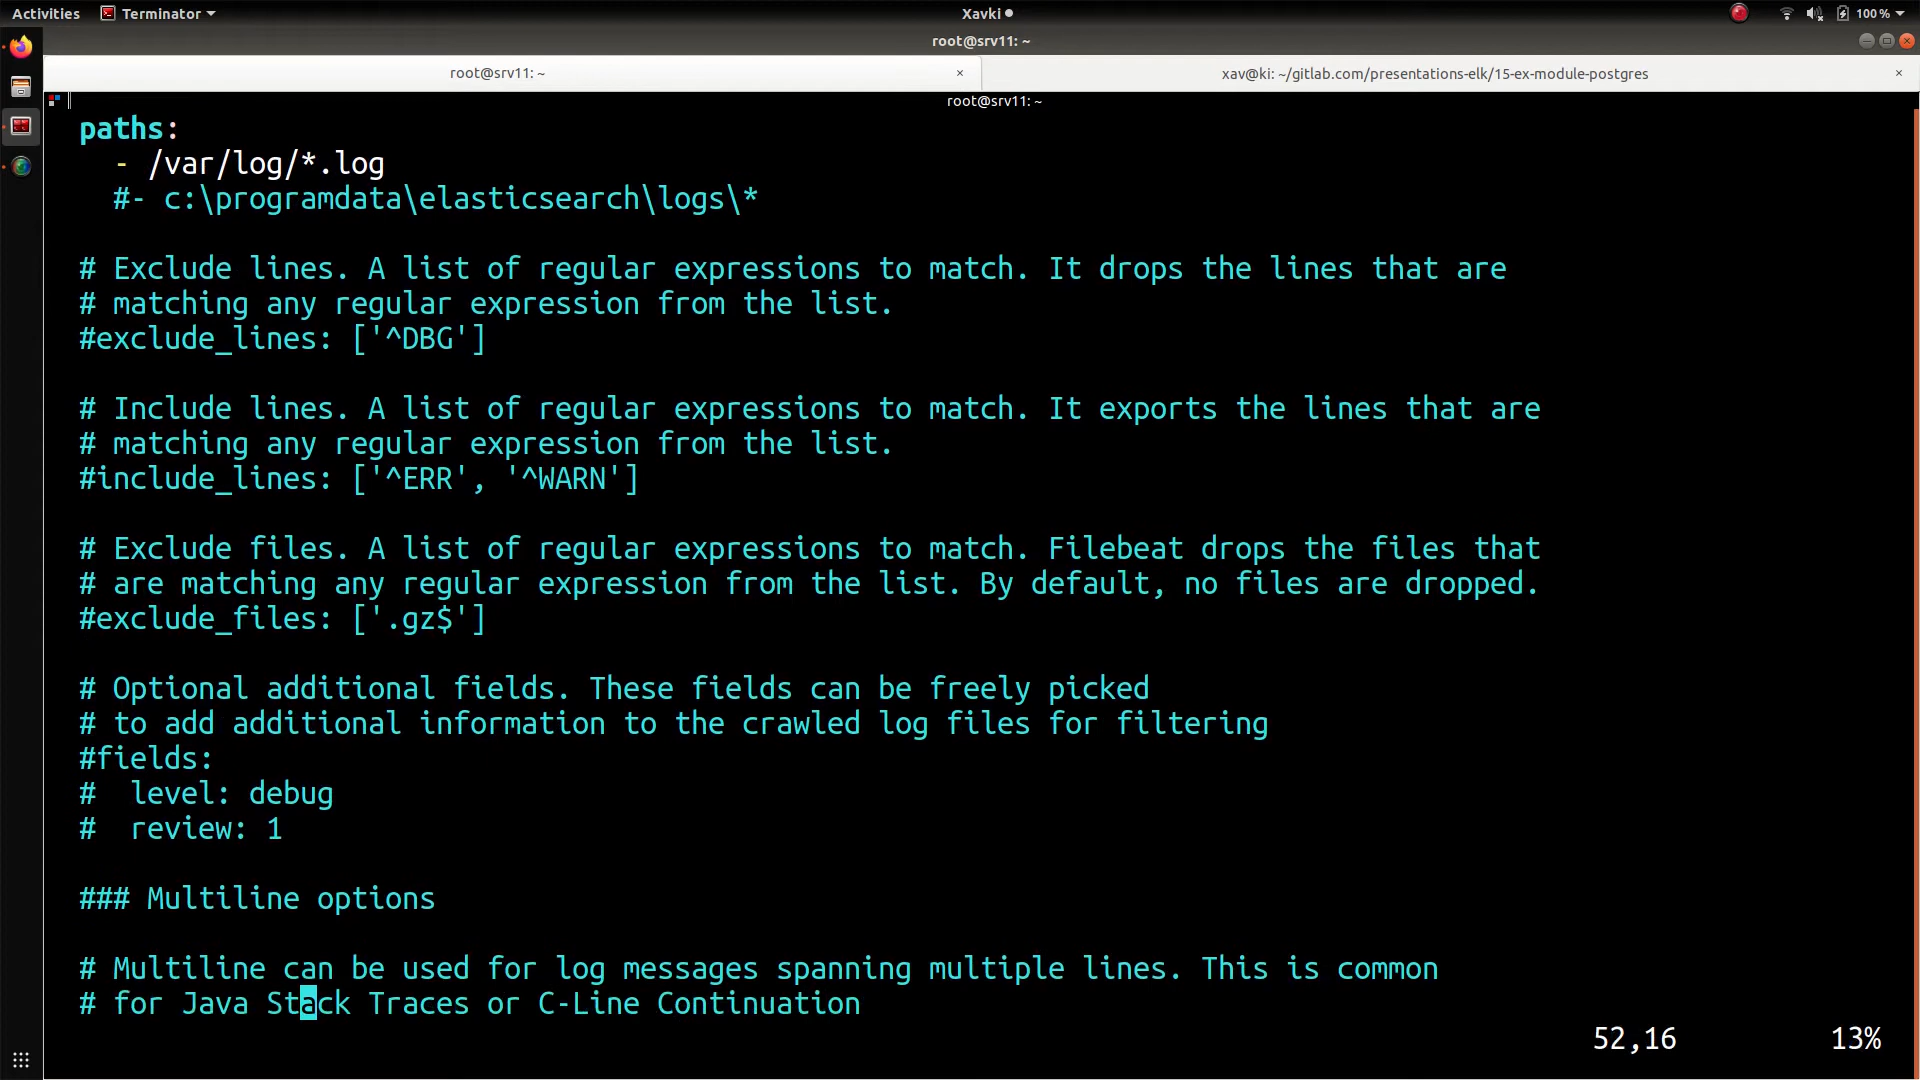 Activities Terminator Xavki 100 %
root@srv11: ~
root@srv11: ~ × xav@ki: ~/gitlab.com/presentations-elk/15-ex-module-postgres ×
root@srv11: ~
paths:
  - /var/log/*.log
  #- c:\programdata\elasticsearch\logs\*

# Exclude lines. A list of regular expressions to match. It drops the lines that are
# matching any regular expression from the list.
#exclude_lines: ['^DBG']

# Include lines. A list of regular expressions to match. It exports the lines that are
# matching any regular expression from the list.
#include_lines: ['^ERR', '^WARN']

# Exclude files. A list of regular expressions to match. Filebeat drops the files that
# are matching any regular expression from the list. By default, no files are dropped.
#exclude_files: ['.gz$']

# Optional additional fields. These fields can be freely picked
# to add additional information to the crawled log files for filtering
#fields:
#  level: debug
#  review: 1

### Multiline options

# Multiline can be used for log messages spanning multiple lines. This is common
# for Java Stack Traces or C-Line Continuation
52,16 13%